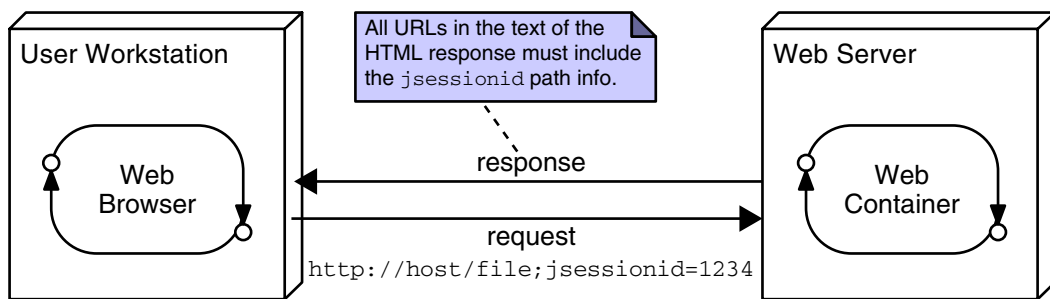 User Workstation
All URLs in the text of the
HTML response must include
the jsessionid path info.
Web Server
Web
Browser
response
request
http://host/file;jsessionid=1234
Web
Container